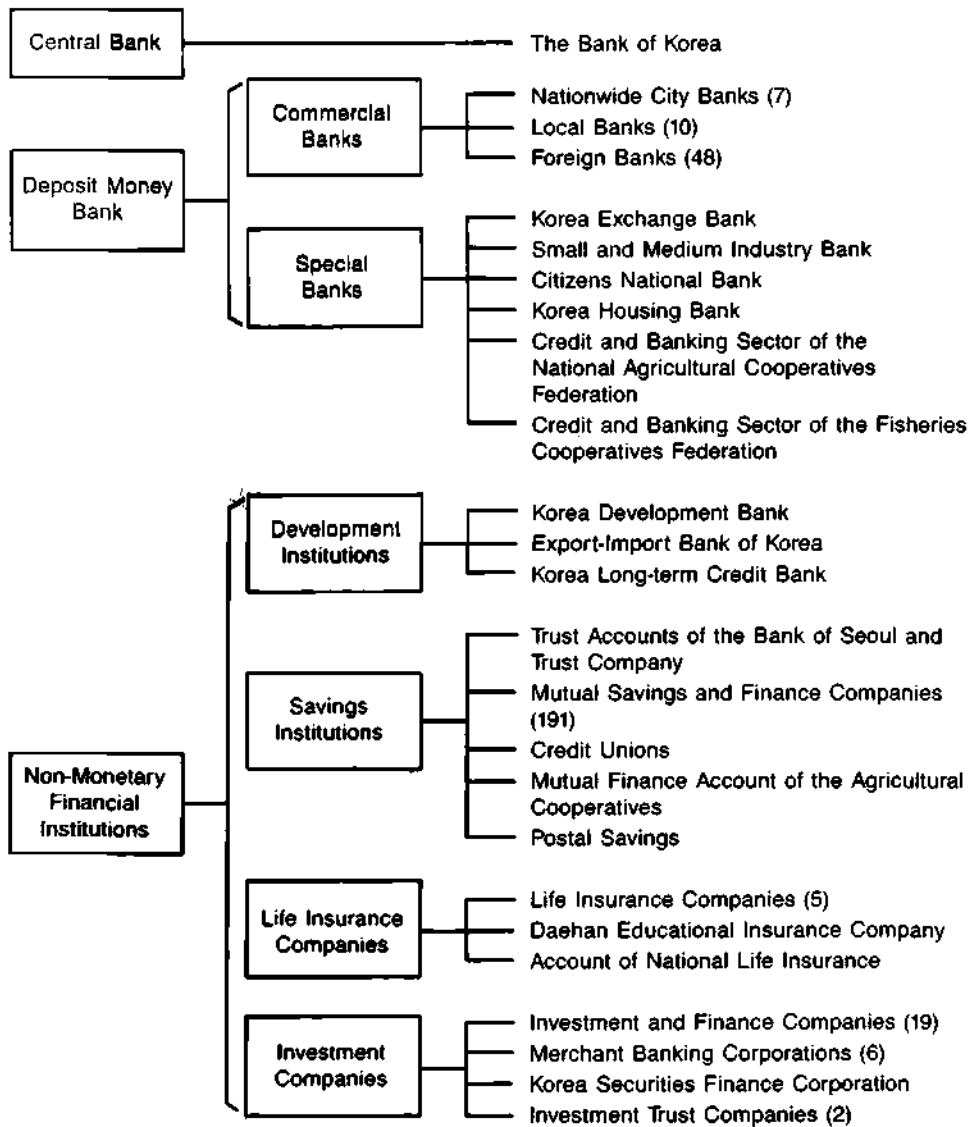 Central Bank
The Bank of Korea
Deposit Money
Bank
Commercial
Banks
Nationwide City Banks (7)
Local Banks (10)
Foreign Banks (48)
Special
Banks
Korea Exchange Bank
Small and Medium Industry Bank
Citizens National Bank
Korea Housing Bank
Credit and Banking Sector of the
National Agricultural Cooperatives
Federation
Credit and Banking Sector of the Fisheries
Cooperatives Federation
Non-Monetary
Financial
Institutions
Development
Institutions
Korea Development Bank
Export-Import Bank of Korea
Korea Long-term Credit Bank
Savings
Institutions
Trust Accounts of the Bank of Seoul and
Trust Company
Mutual Savings and Finance Companies
(191)
Credit Unions
Mutual Finance Account of the Agricultural
Cooperatives
Postal Savings
Life Insurance
Companies
Life Insurance Companies (5)
Daehan Educational Insurance Company
Account of National Life Insurance
Investment
Companies
Investment and Finance Companies (19)
Merchant Banking Corporations (6)
Korea Securities Finance Corporation
Investment Trust Companies (2)